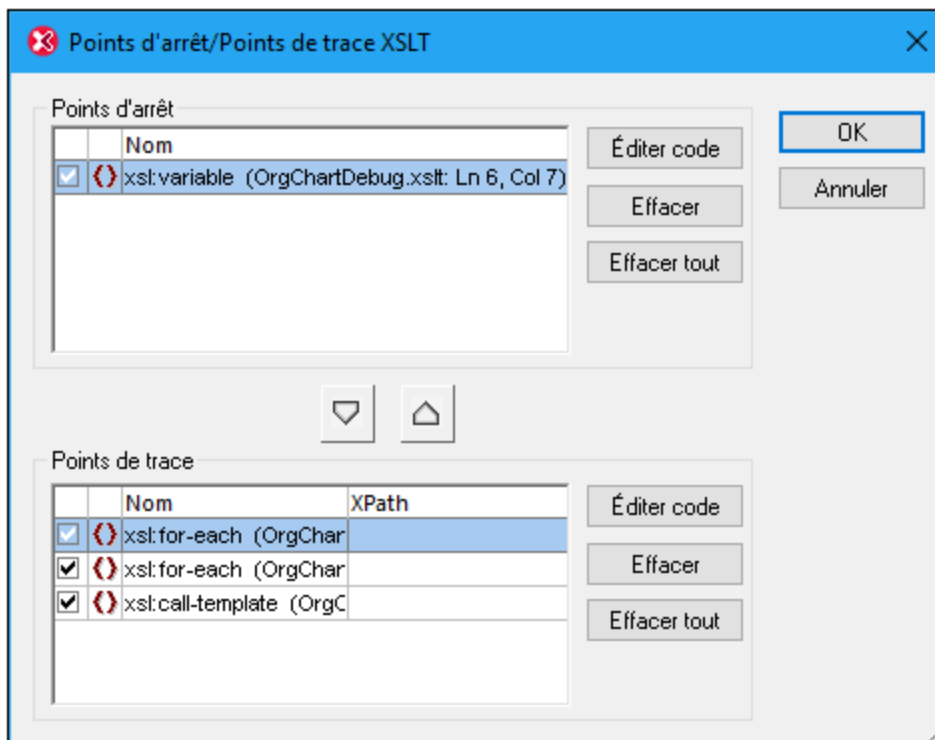 Points d'arrêt/Points de trace XSLT
Points d'arrêt
Nom
xsl:variable (OrgChartDebug.xslt: Ln 6, Col 7)
Éditer code
Effacer
Effacer tout
OK
Annuler
Points de trace
Nom XPath
xsl:for-each (OrgChar
xsl:for-each (OrgChar
xsl:call-template (OrgC
Éditer code
Effacer
Effacer tout